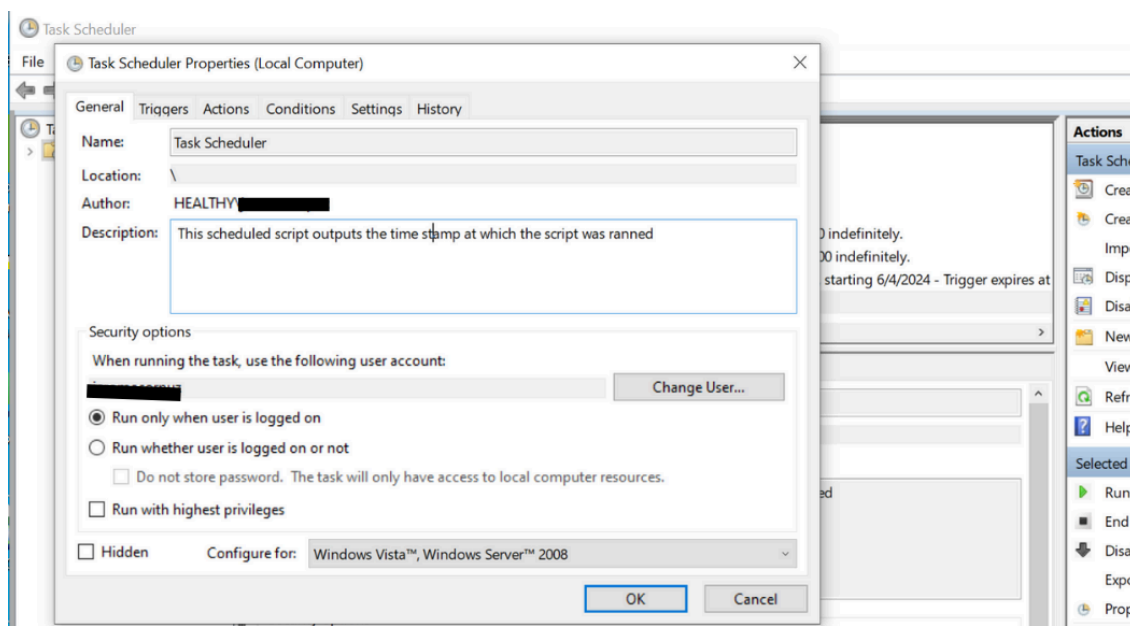 Task Scheduler
File
Task Scheduler Properties (Local Computer)
General Triggers Actions Conditions Settings History
Name: Task Scheduler
Location: \
Author: HEALTHY\
Description: This scheduled script outputs the time stamp at which the script was ranned
Security options
When running the task, use the following user account:
Change User...
Run only when user is logged on
Run whether user is logged on or not
Do not store password. The task will only have access to local computer resources.
Run with highest privileges
Hidden Configure for: Windows Vista™, Windows Server™ 2008
OK Cancel
0 indefinitely.
00 indefinitely.
starting 6/4/2024 - Trigger expires at
ed
Actions
Task Sch
Crea
Crea
Imp
Disp
Disa
New
View
Refr
Help
Selected
Run
End
Disa
Expo
Prop